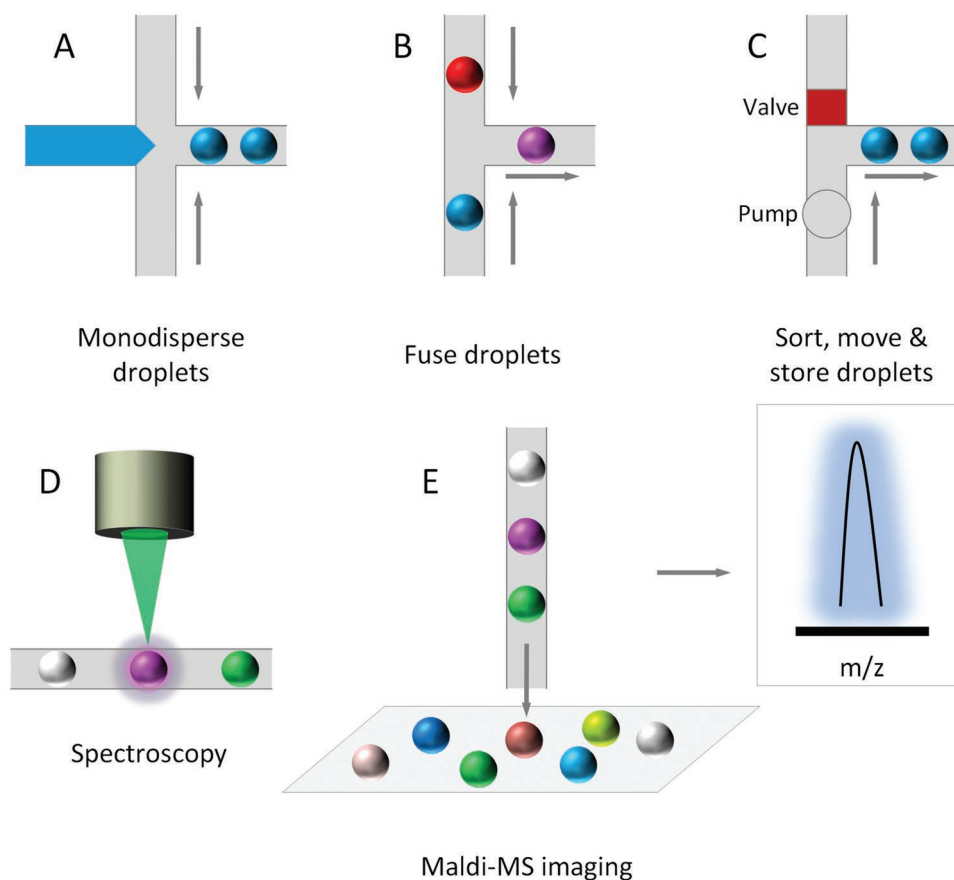 A
B
C
Valve
Pump
Monodisperse
droplets
Fuse droplets
Sort, move &
store droplets
D
E
m/z
Spectroscopy
Maldi-MS imaging